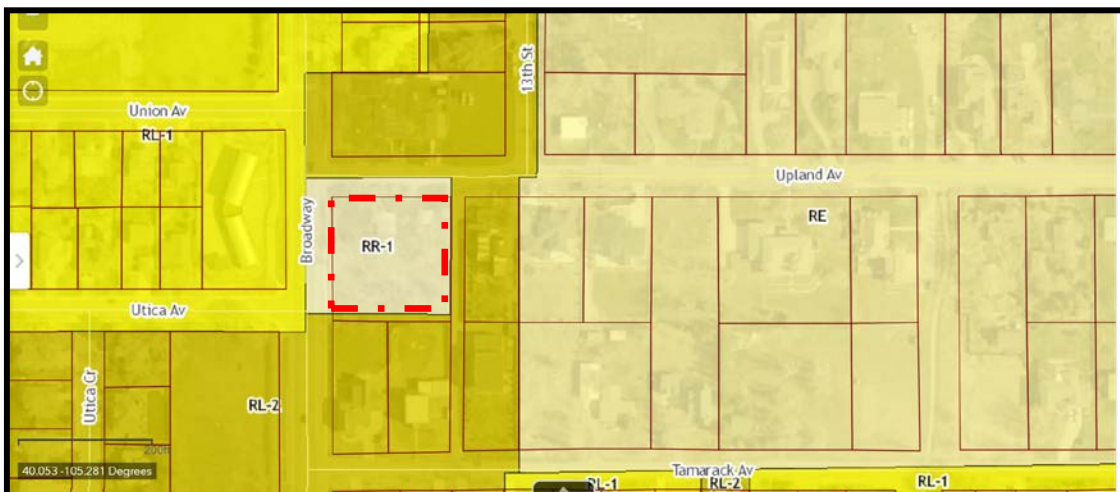 13th St
Union Av
RL-1
Upland Av
RE
Broadway
RR-1
Utica Av
Utica Cr
RL-2
200ft
40.053 -105.281 Degrees
Tamarack Av
RL-1
RL-2
RL-1